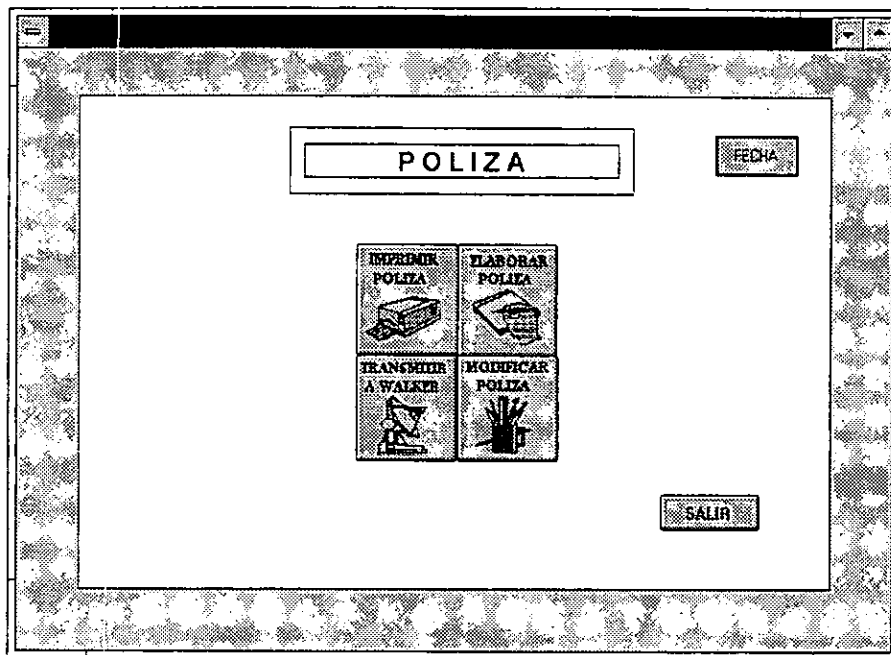 POLIZA
FECHA
IMPRIMIR
POLIZA
ELABORAR
POLIZA
TRANSMITIR
A WALKER
MODIFICAR
POLIZA
SALIR